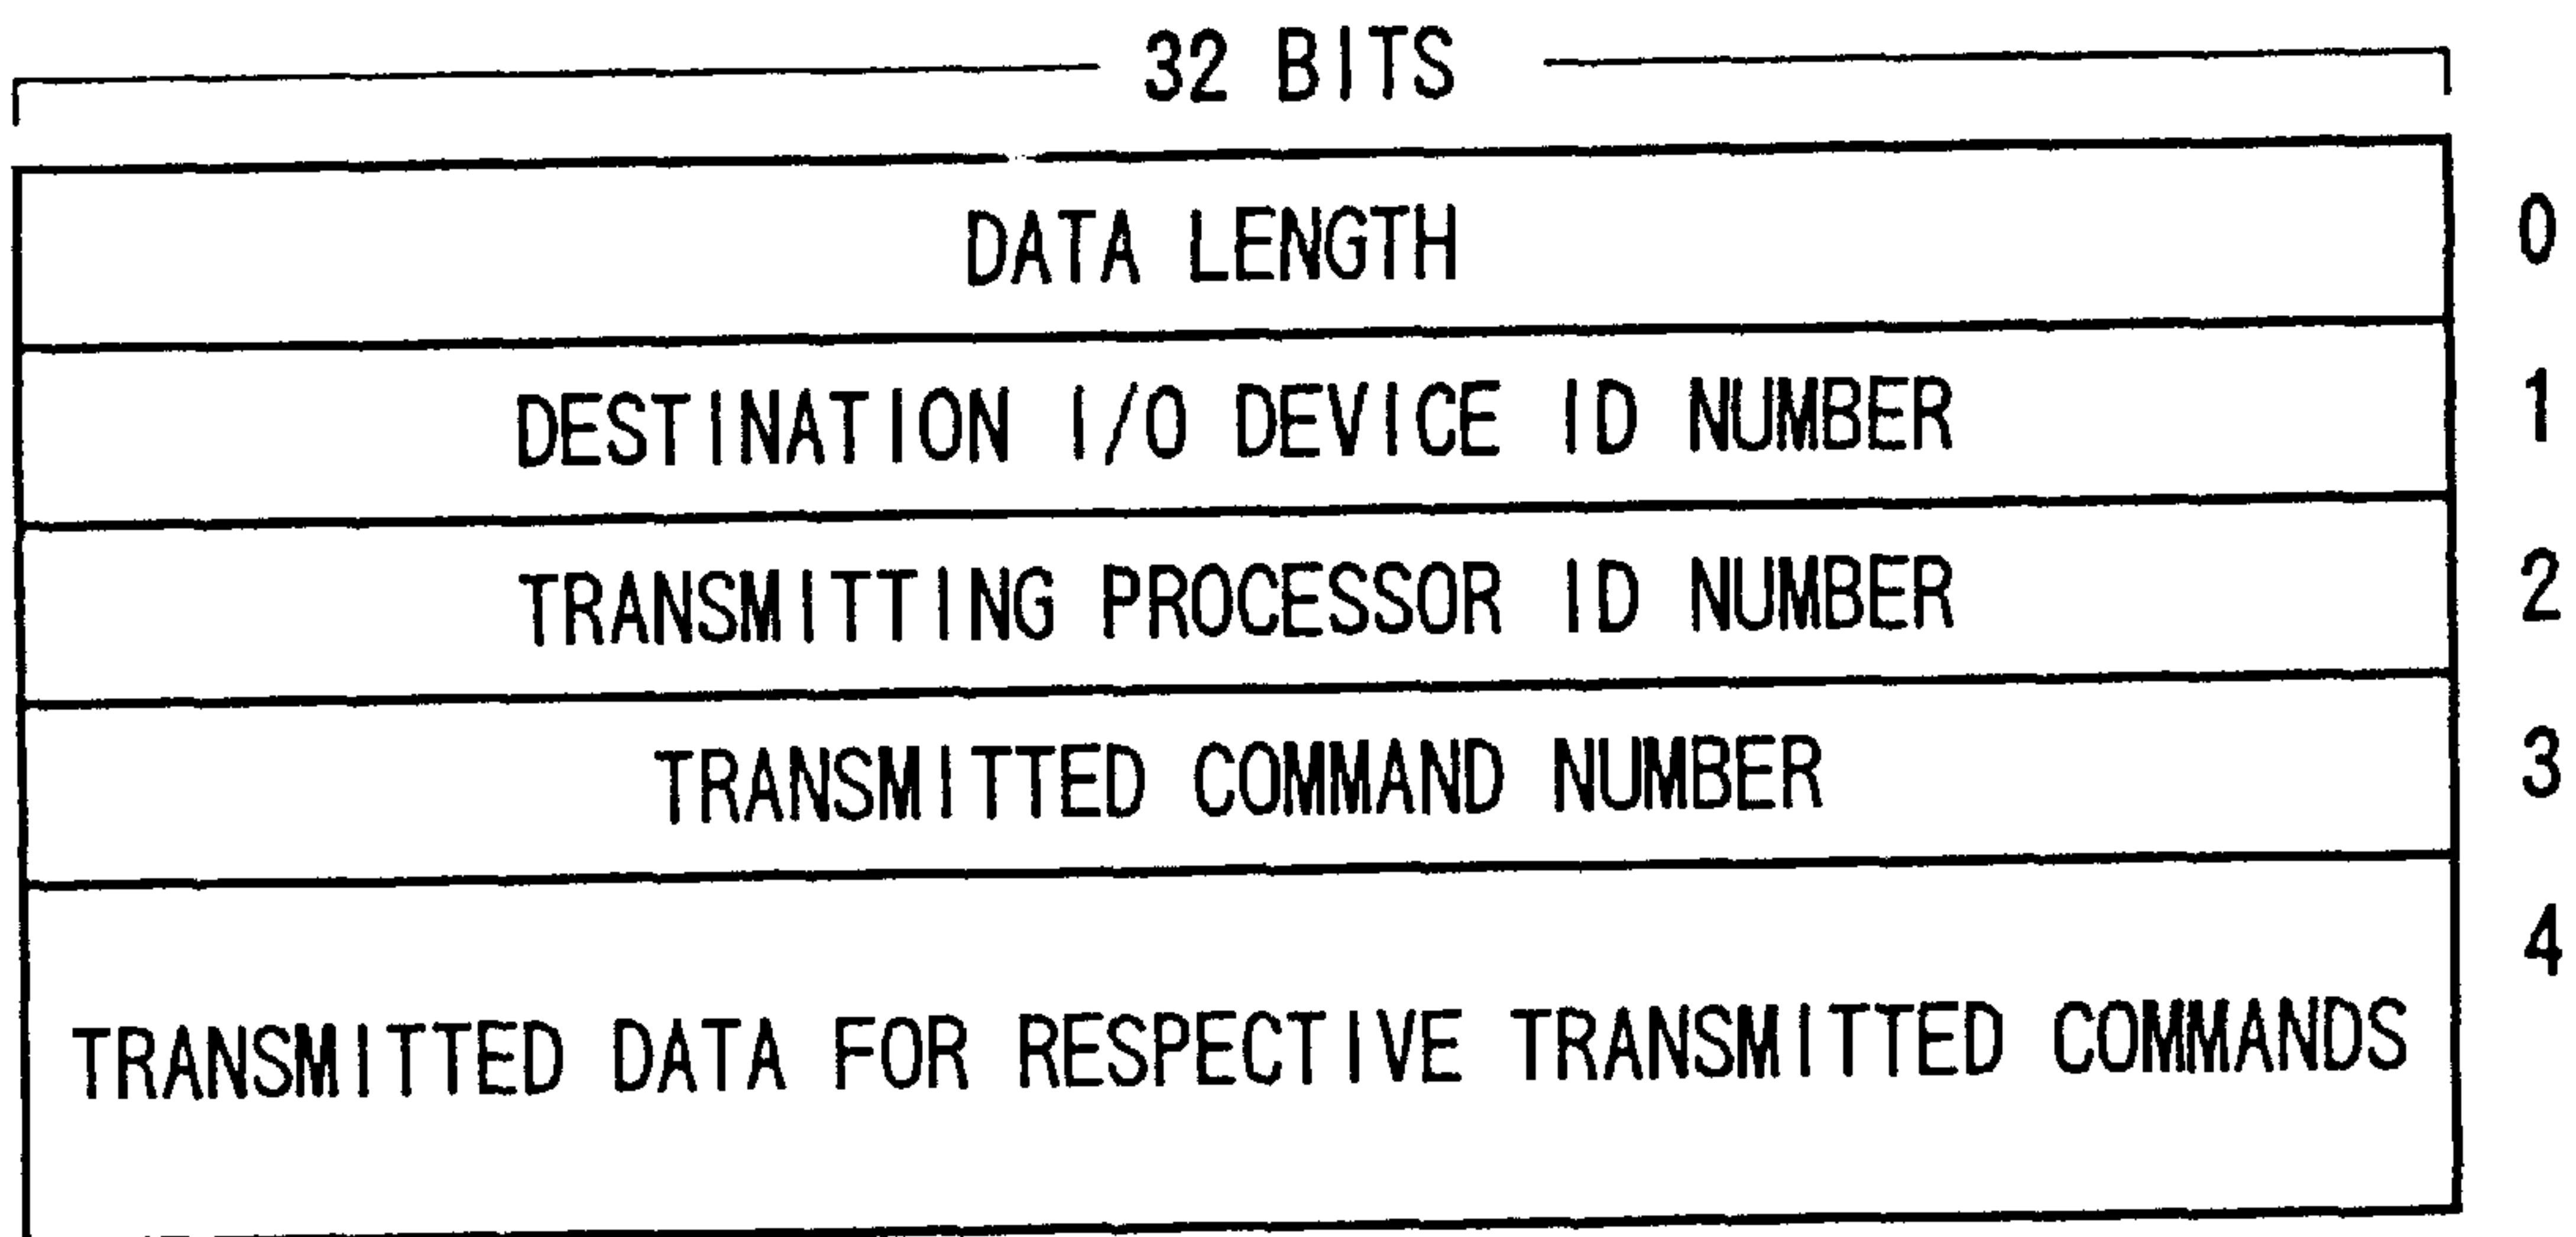 32 BITS
DATA LENGTH 0
DESTINATION I/O DEVICE ID NUMBER 1
TRANSMITTING PROCESSOR ID NUMBER 2
TRANSMITTED COMMAND NUMBER 3
4
TRANSMITTED DATA FOR RESPECTIVE TRANSMITTED COMMANDS